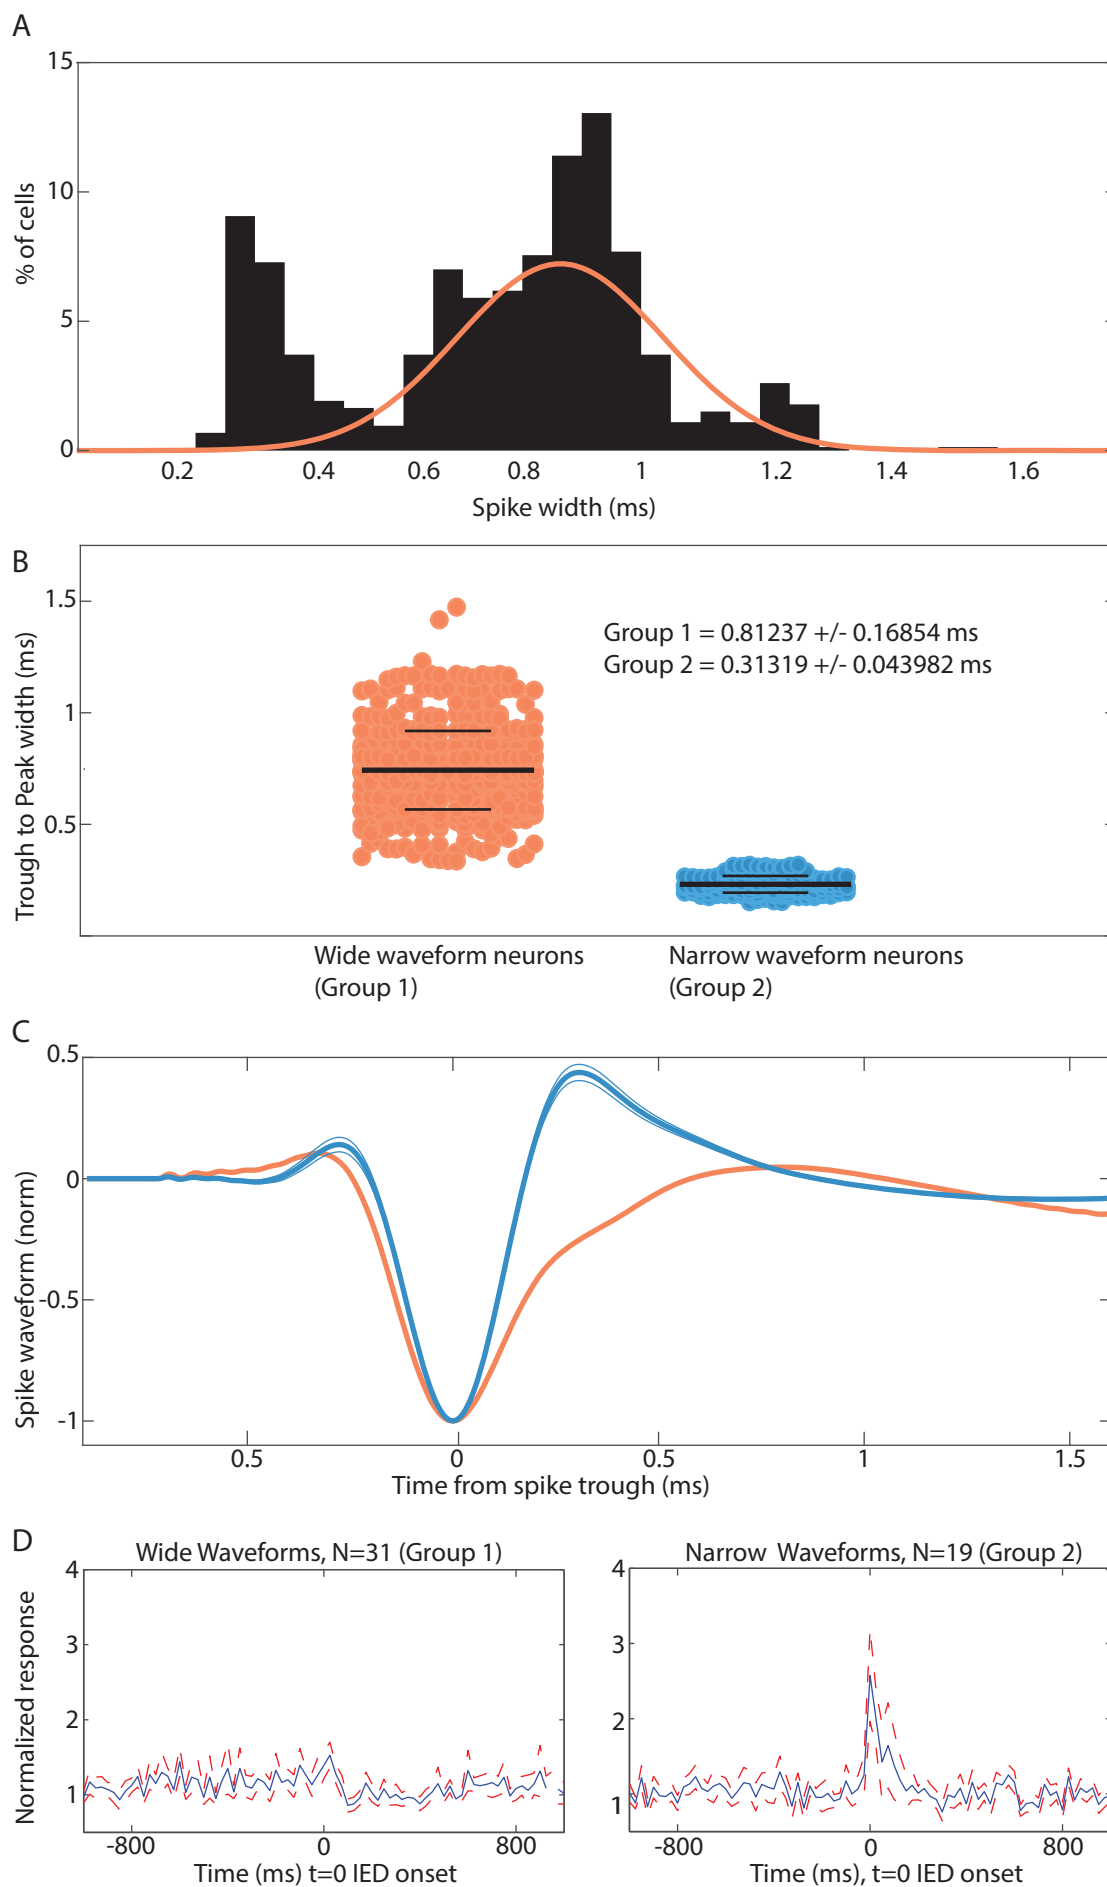 A
15
10
5
0
% of cells
0.2 0.4 0.6 0.8 1 1.2 1.4 1.6
Spike width (ms)
B
1.5
1
0.5
Trough to Peak width (ms)
Group 1 = 0.81237 +/- 0.16854 ms
Group 2 = 0.31319 +/- 0.043982 ms
Wide waveform neurons
(Group 1)
Narrow waveform neurons
(Group 2)
C
0.5
0
-0.5
-1
Spike waveform (norm)
0.5 0 0.5 1 1.5
Time from spike trough (ms)
D
Wide Waveforms, N=31 (Group 1)
4
3
2
1
Normalized response
-800 0 800
Time (ms) t=0 IED onset
Narrow Waveforms, N=19 (Group 2)
4
3
2
1
-800 0 800
Time (ms), t=0 IED onset